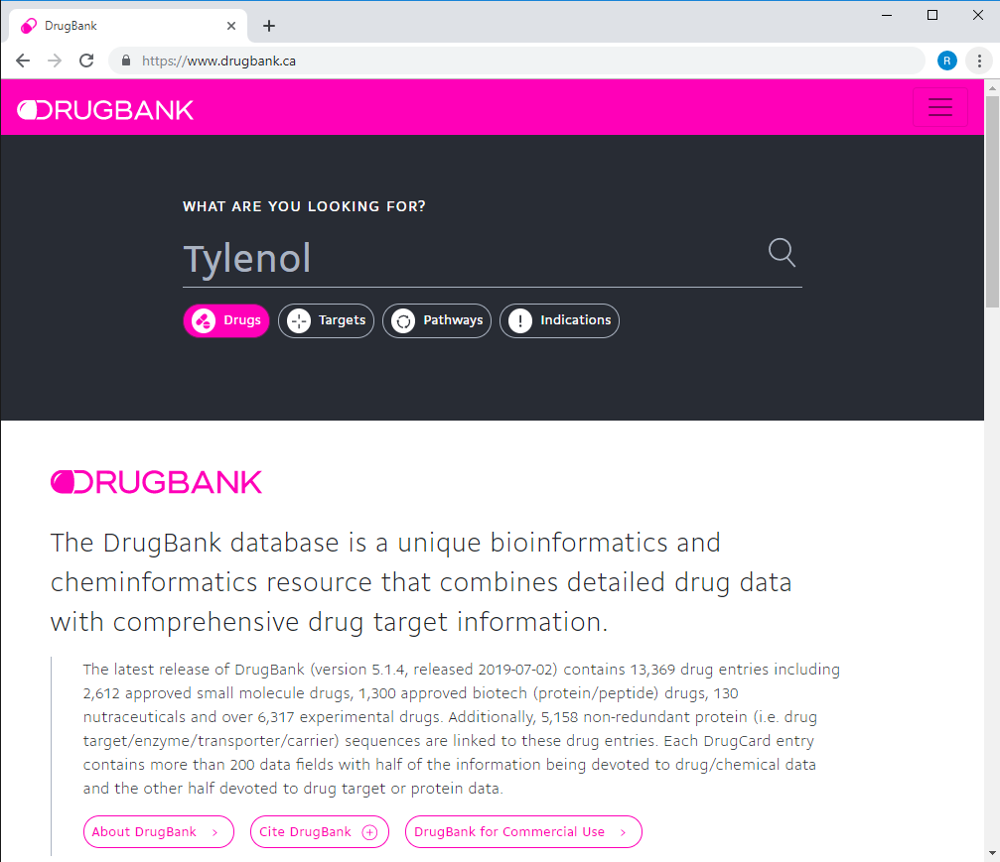 DrugBank
https://www.drugbank.ca
R
DRUGBANK
WHAT ARE YOU LOOKING FOR?
Tylenol
Drugs
Targets
Pathways
Indications
DRUGBANK
The DrugBank database is a unique bioinformatics and
cheminformatics resource that combines detailed drug data
with comprehensive drug target information.
The latest release of DrugBank (version 5.1.4, released 2019-07-02) contains 13,369 drug entries including
2,612 approved small molecule drugs, 1,300 approved biotech (protein/peptide) drugs, 130
nutraceuticals and over 6,317 experimental drugs. Additionally, 5,158 non-redundant protein (i.e. drug
target/enzyme/transporter/carrier) sequences are linked to these drug entries. Each DrugCard entry
contains more than 200 data fields with half of the information being devoted to drug/chemical data
and the other half devoted to drug target or protein data.
About DrugBank >
Cite DrugBank
DrugBank for Commercial Use >